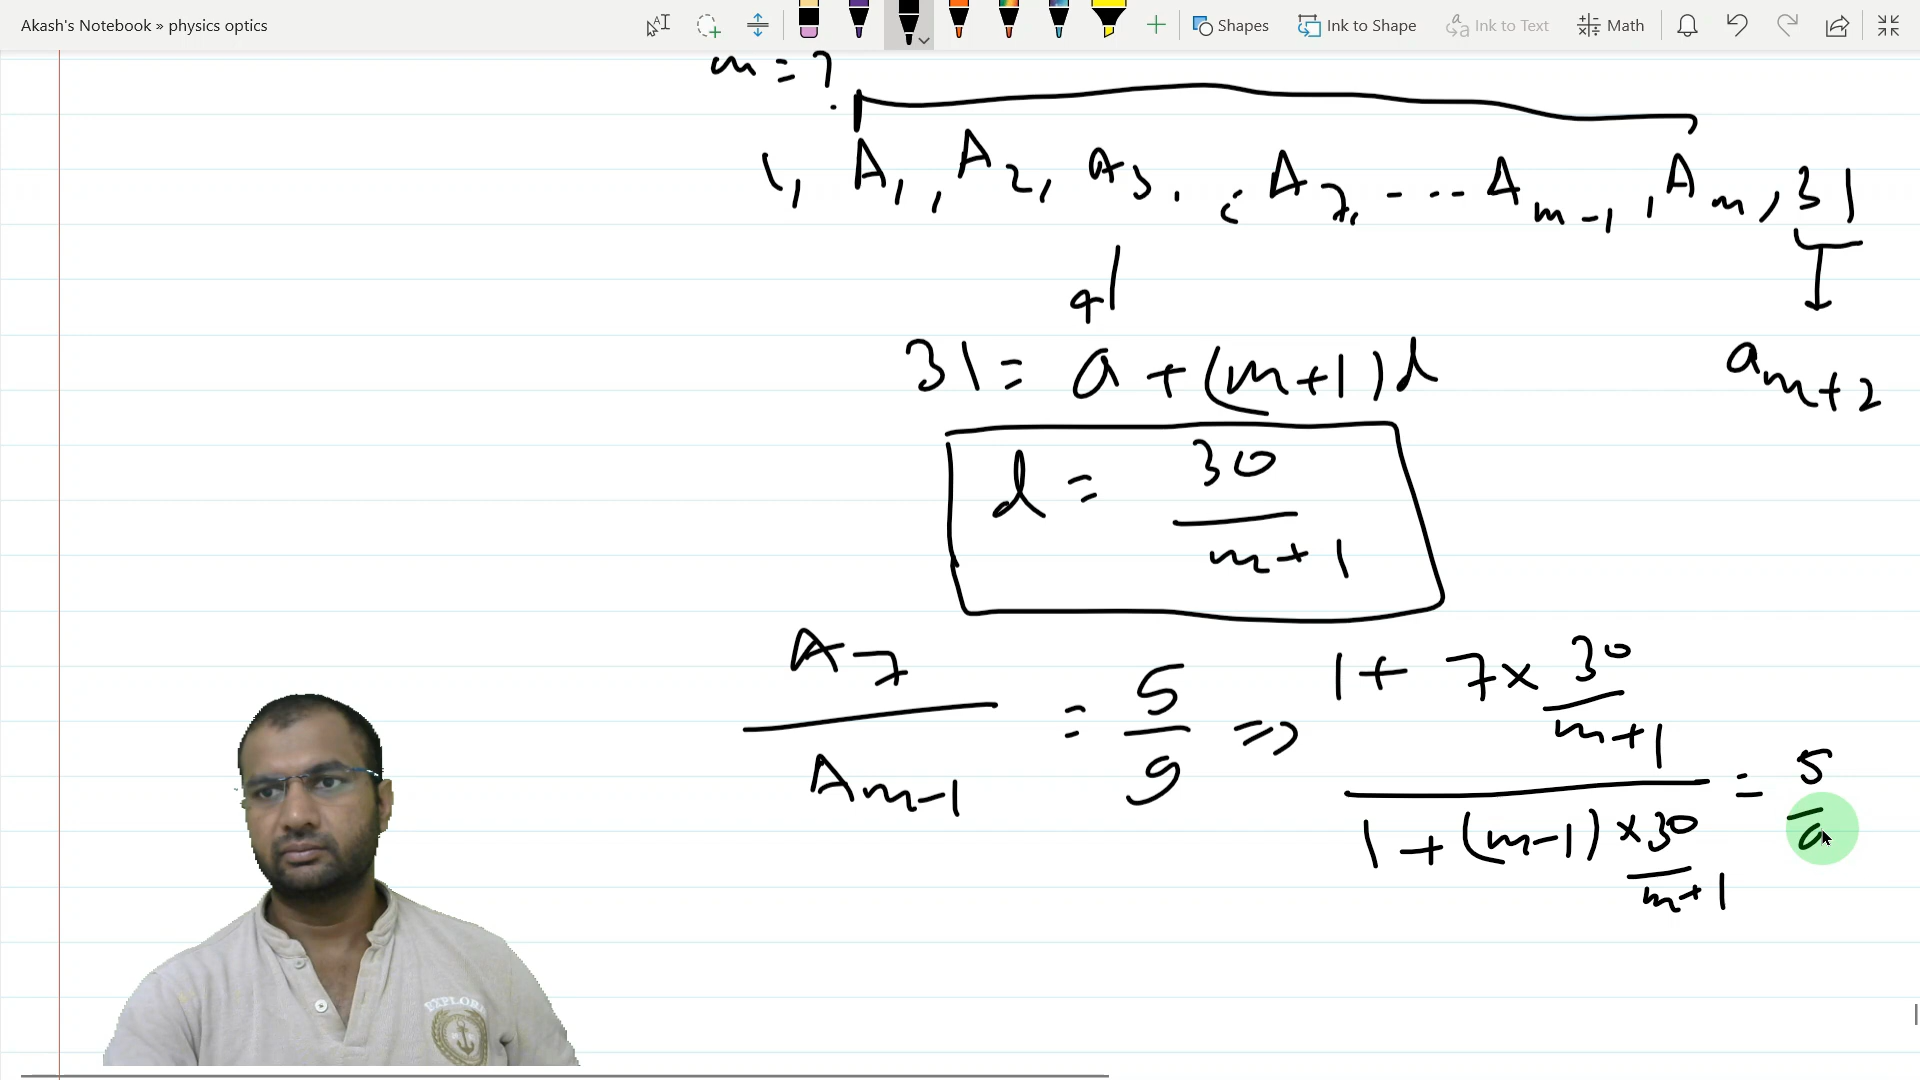 Akash's Notebook » physics optics
Shapes
Ink to Shape
Ink to Text
Math
m = ?
1, A1, A2, A3, , A7, ---- Am-1, Am, 31
a1
31 = a + (m+1)d
am+2
d = 30/m+1
A7/Am-1 = 5/9 => 1 + 7 x 30/m+1 / 1 + (m-1) x 30/m+1 = 5/
EXPLOR